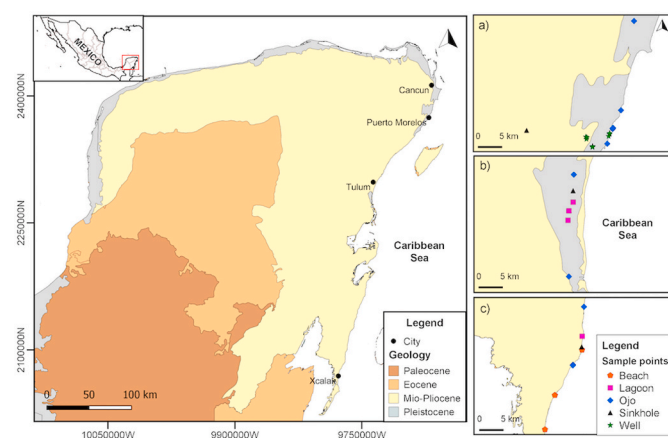 MEXICO
2400000N
2250000N
2100000N
10050000W
9900000W
9750000W
Cancun
Puerto Morelos
Tulum
Xcalak
Caribbean
Sea
0 50 100 km
Legend
City
Geology
Paleocene
Eocene
Mio-Pliocene
Pleistocene
a)
0 5 km
b)
Caribbean
Sea
0 5 km
c)
0 5 km
Legend
Sample points
Beach
Lagoon
Ojo
Sinkhole
Well